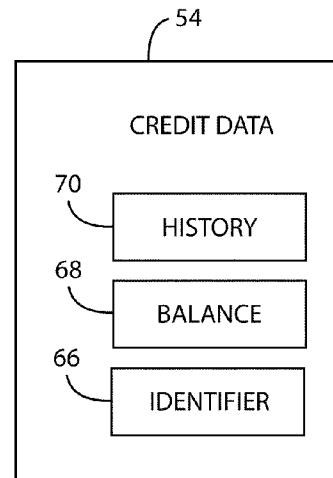 54
CREDIT DATA
70
HISTORY
68
BALANCE
66
IDENTIFIER